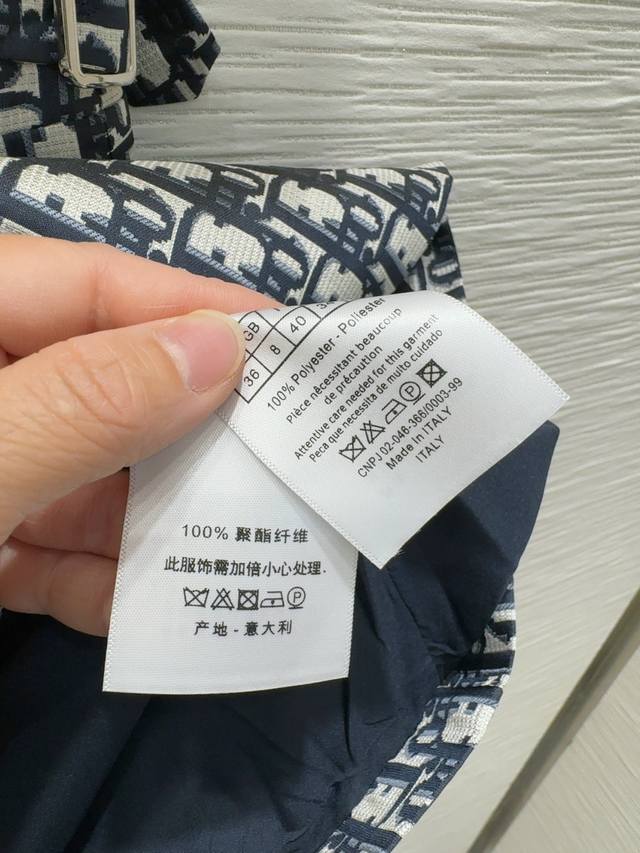 GB
36 8 40
100% Polyester - Poliester
Pièce nécessitant beaucoup
de précaution
Attentive care needed for this garment
Peca que necessita de muito cuidado
CNPJ 02-046-366/0003-99
Made in ITALY
ITALY
100% 聚酯纤维
此服饰需加倍小心处理.
P
产地 - 意大利